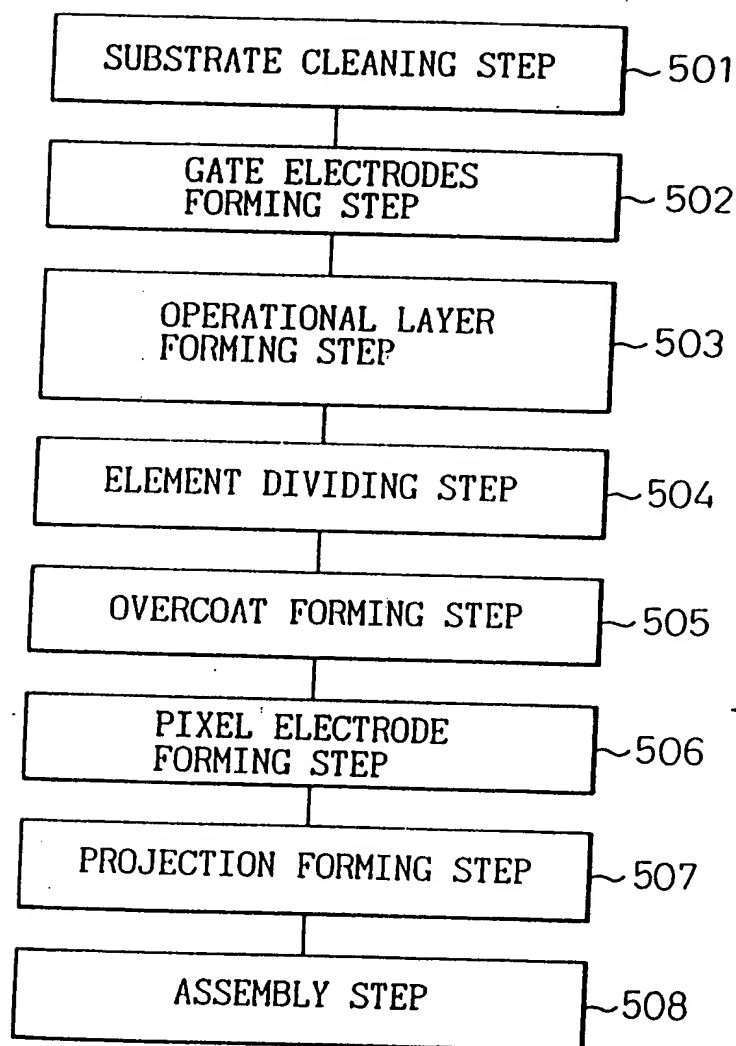 SUBSTRATE CLEANING STEP 501
GATE ELECTRODES
FORMING STEP
502
OPERATIONAL LAYER
FORMING STEP
503
ELEMENT DIVIDING STEP 504
OVERCOAT FORMING STEP 505
PIXEL ELECTRODE
FORMING STEP
506
PROJECTION FORMING STEP 507
ASSEMBLY STEP 508